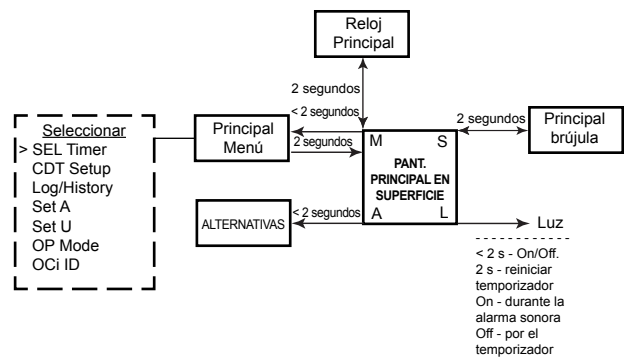 Reloj
Principal
2 segundos
< 2 segundos
Seleccionar
> SEL Timer
CDT Setup
Log/History
Set A
Set U
OP Mode
OCi ID
Principal
Menú
2 segundos
M
S
PANT.
PRINCIPAL EN
SUPERFICIE
A
L
2 segundos
Principal
brújula
ALTERNATIVAS
< 2 segundos
Luz
< 2 s - On/Off.
2 s - reiniciar
temporizador
On - durante la
alarma sonora
Off - por el
temporizador